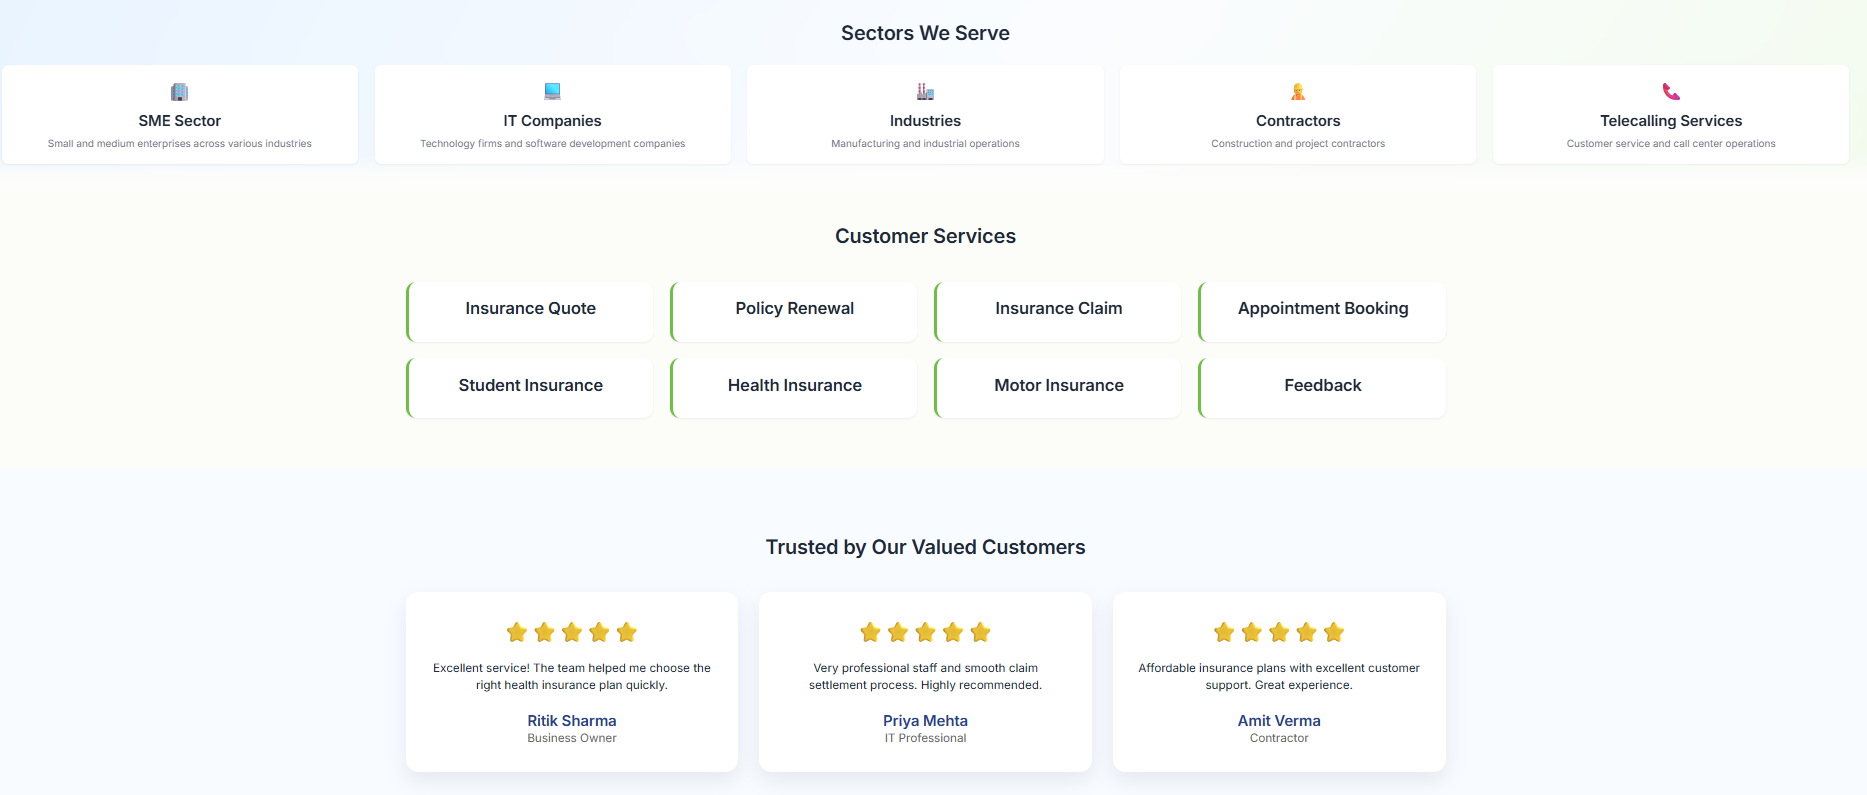 Sectors We Serve
SME Sector
Small and medium enterprises across various industries
IT Companies
Technology firms and software development companies
Industries
Manufacturing and industrial operations
Contractors
Construction and project contractors
Telecalling Services
Customer service and call center operations
Customer Services
Insurance Quote
Policy Renewal
Insurance Claim
Appointment Booking
Student Insurance
Health Insurance
Motor Insurance
Feedback
Trusted by Our Valued Customers
Excellent service! The team helped me choose the
right health insurance plan quickly.
Ritik Sharma
Business Owner
Very professional staff and smooth claim
settlement process. Highly recommended.
Priya Mehta
IT Professional
Affordable insurance plans with excellent customer
support. Great experience.
Amit Verma
Contractor